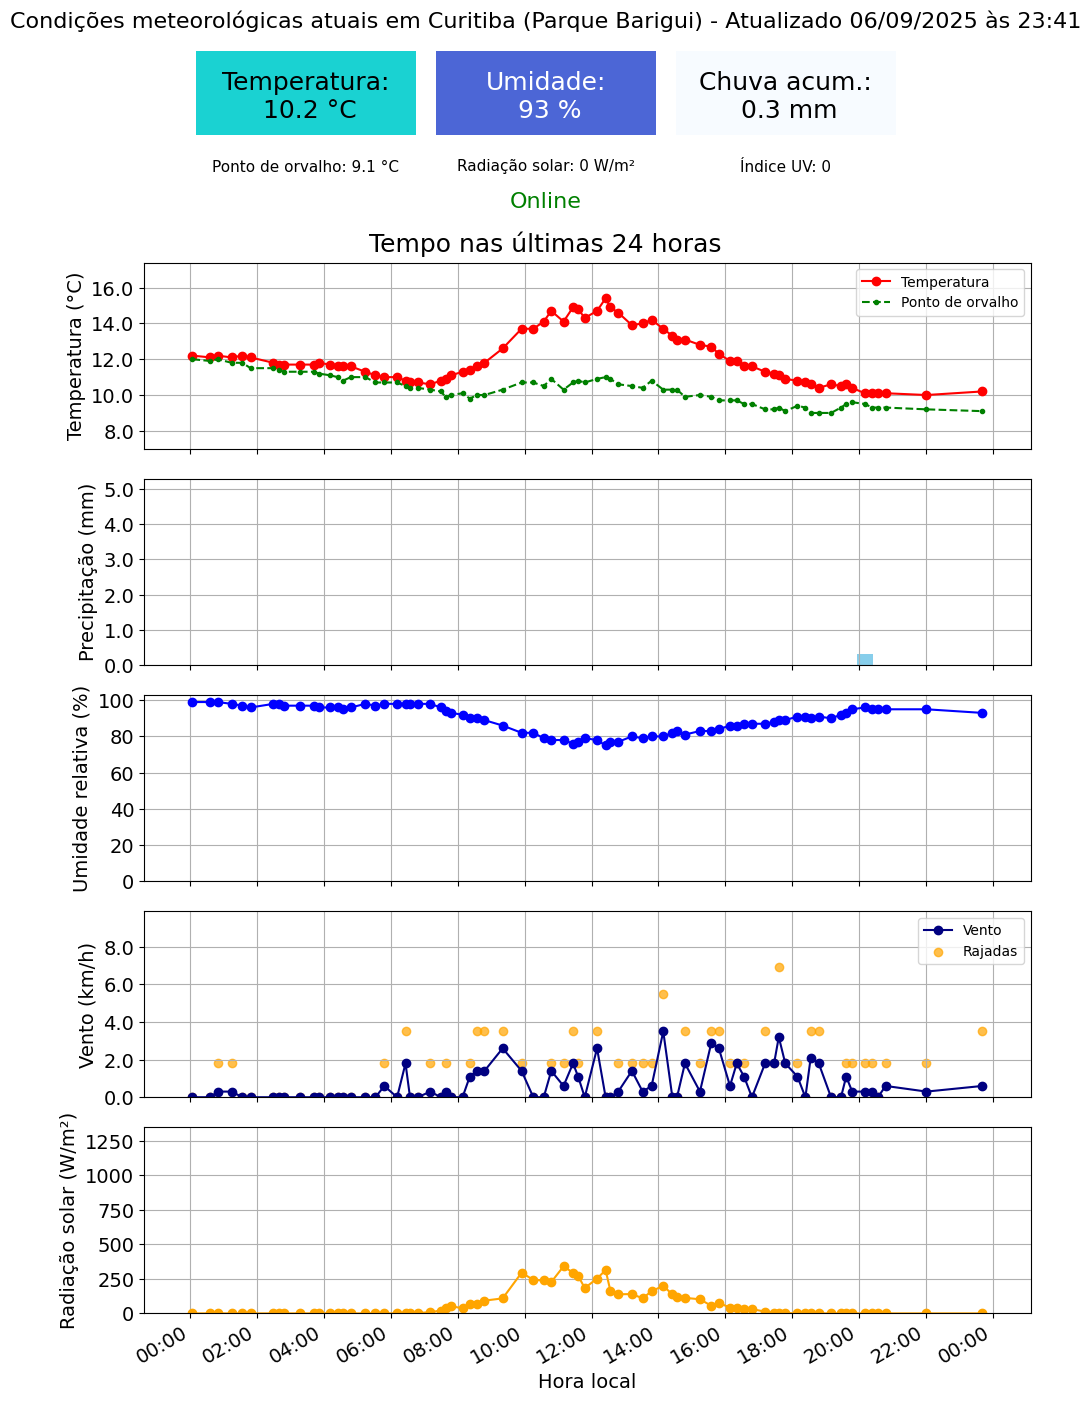 Condições meteorológicas atuais em Curitiba (Parque Barigui) - Atualizado 06/09/2025 às 23:41
Temperatura:
10.2 °C
Umidade:
93 %
Chuva acum.:
0.3 mm
Ponto de orvalho: 9.1 °C
Radiação solar: 0 W/m²
Índice UV: 0
Online
Tempo nas últimas 24 horas
Temperatura (°C)
16.0
14.0
12.0
10.0
8.0
Temperatura
Ponto de orvalho
Precipitação (mm)
5.0
4.0
3.0
2.0
1.0
0.0
Umidade relativa (%)
100
80
60
40
20
0
Vento (km/h)
8.0
6.0
4.0
2.0
0.0
Vento
Rajadas
Radiação solar (W/m²)
1250
1000
750
500
250
0
00:00 02:00 04:00 06:00 08:00 10:00 12:00 14:00 16:00 18:00 20:00 22:00 00:00
Hora local